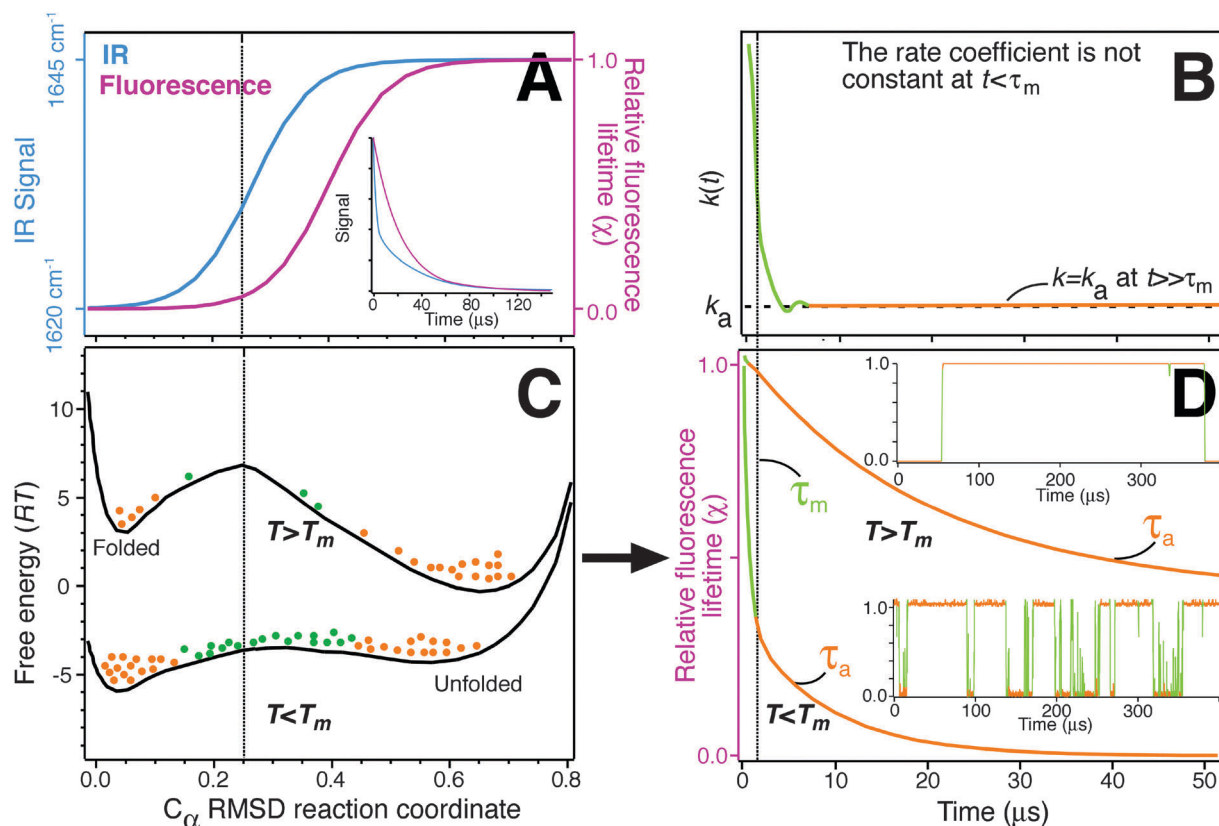 A
IR
Fluorescence
1645 cm⁻¹
IR Signal
1620 cm⁻¹
1.0
Relative fluorescence
lifetime (χ)
0.0
Signal
0 40 80 120
Time (μs)
B
The rate coefficient is not
constant at t<τm
k(t)
ka
k=ka at t>>τm
C
Free energy (RT)
10
5
0
-5
Folded
T>Tm
Unfolded
T<Tm
0.0 0.2 0.4 0.6 0.8
Cα RMSD reaction coordinate
D
Relative fluorescence
lifetime (χ)
1.0
0.0
τm
T>Tm
τa
τa
T<Tm
1.0
0.0
0 100 200 300
Time (μs)
1.0
0.0
0 100 200 300
Time (μs)
0 10 20 30 40 50
Time (μs)